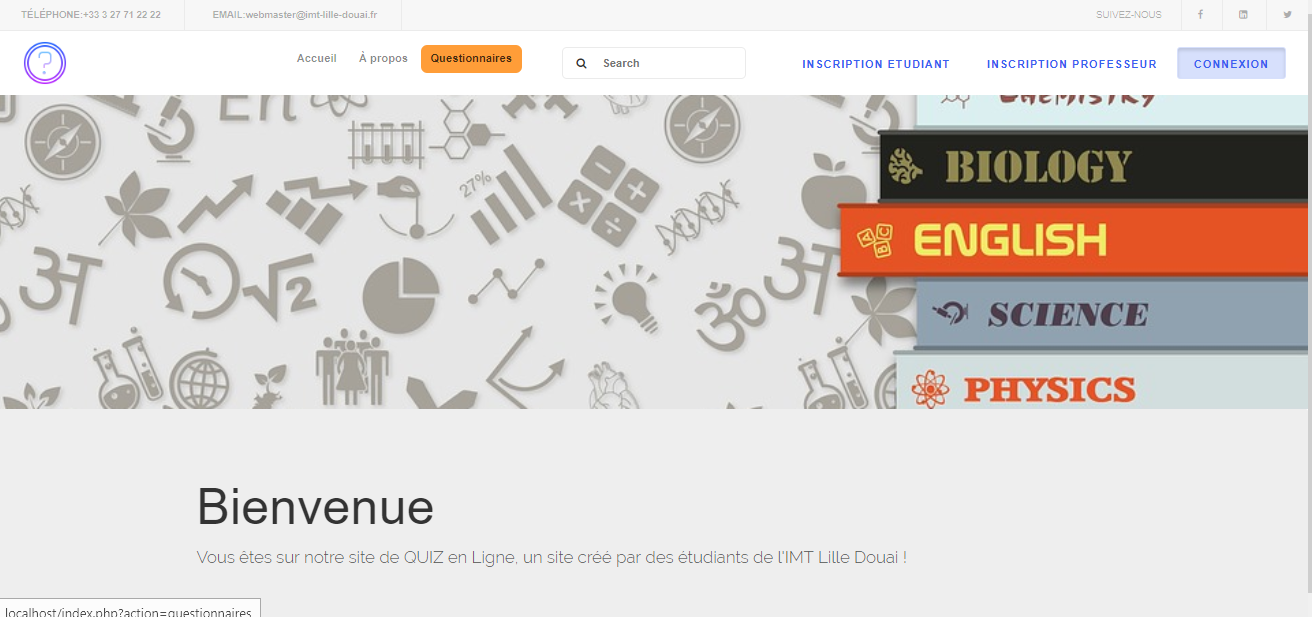 TÉLÉPHONE:+33 3 27 71 22 22 EMAIL:webmaster@imt-lille-douai.fr SUIVEZ-NOUS
Accueil À propos Questionnaires Search INSCRIPTION ETUDIANT INSCRIPTION PROFESSEUR CONNEXION
CHEMISTRY
BIOLOGY
27%
ABC
ENGLISH
अ
अ
√2
ॐ
SCIENCE
PHYSICS
Bienvenue
Vous êtes sur notre site de QUIZ en Ligne, un site créé par des étudiants de l'IMT Lille Douai !
localhost/index.php?action=questionnaires